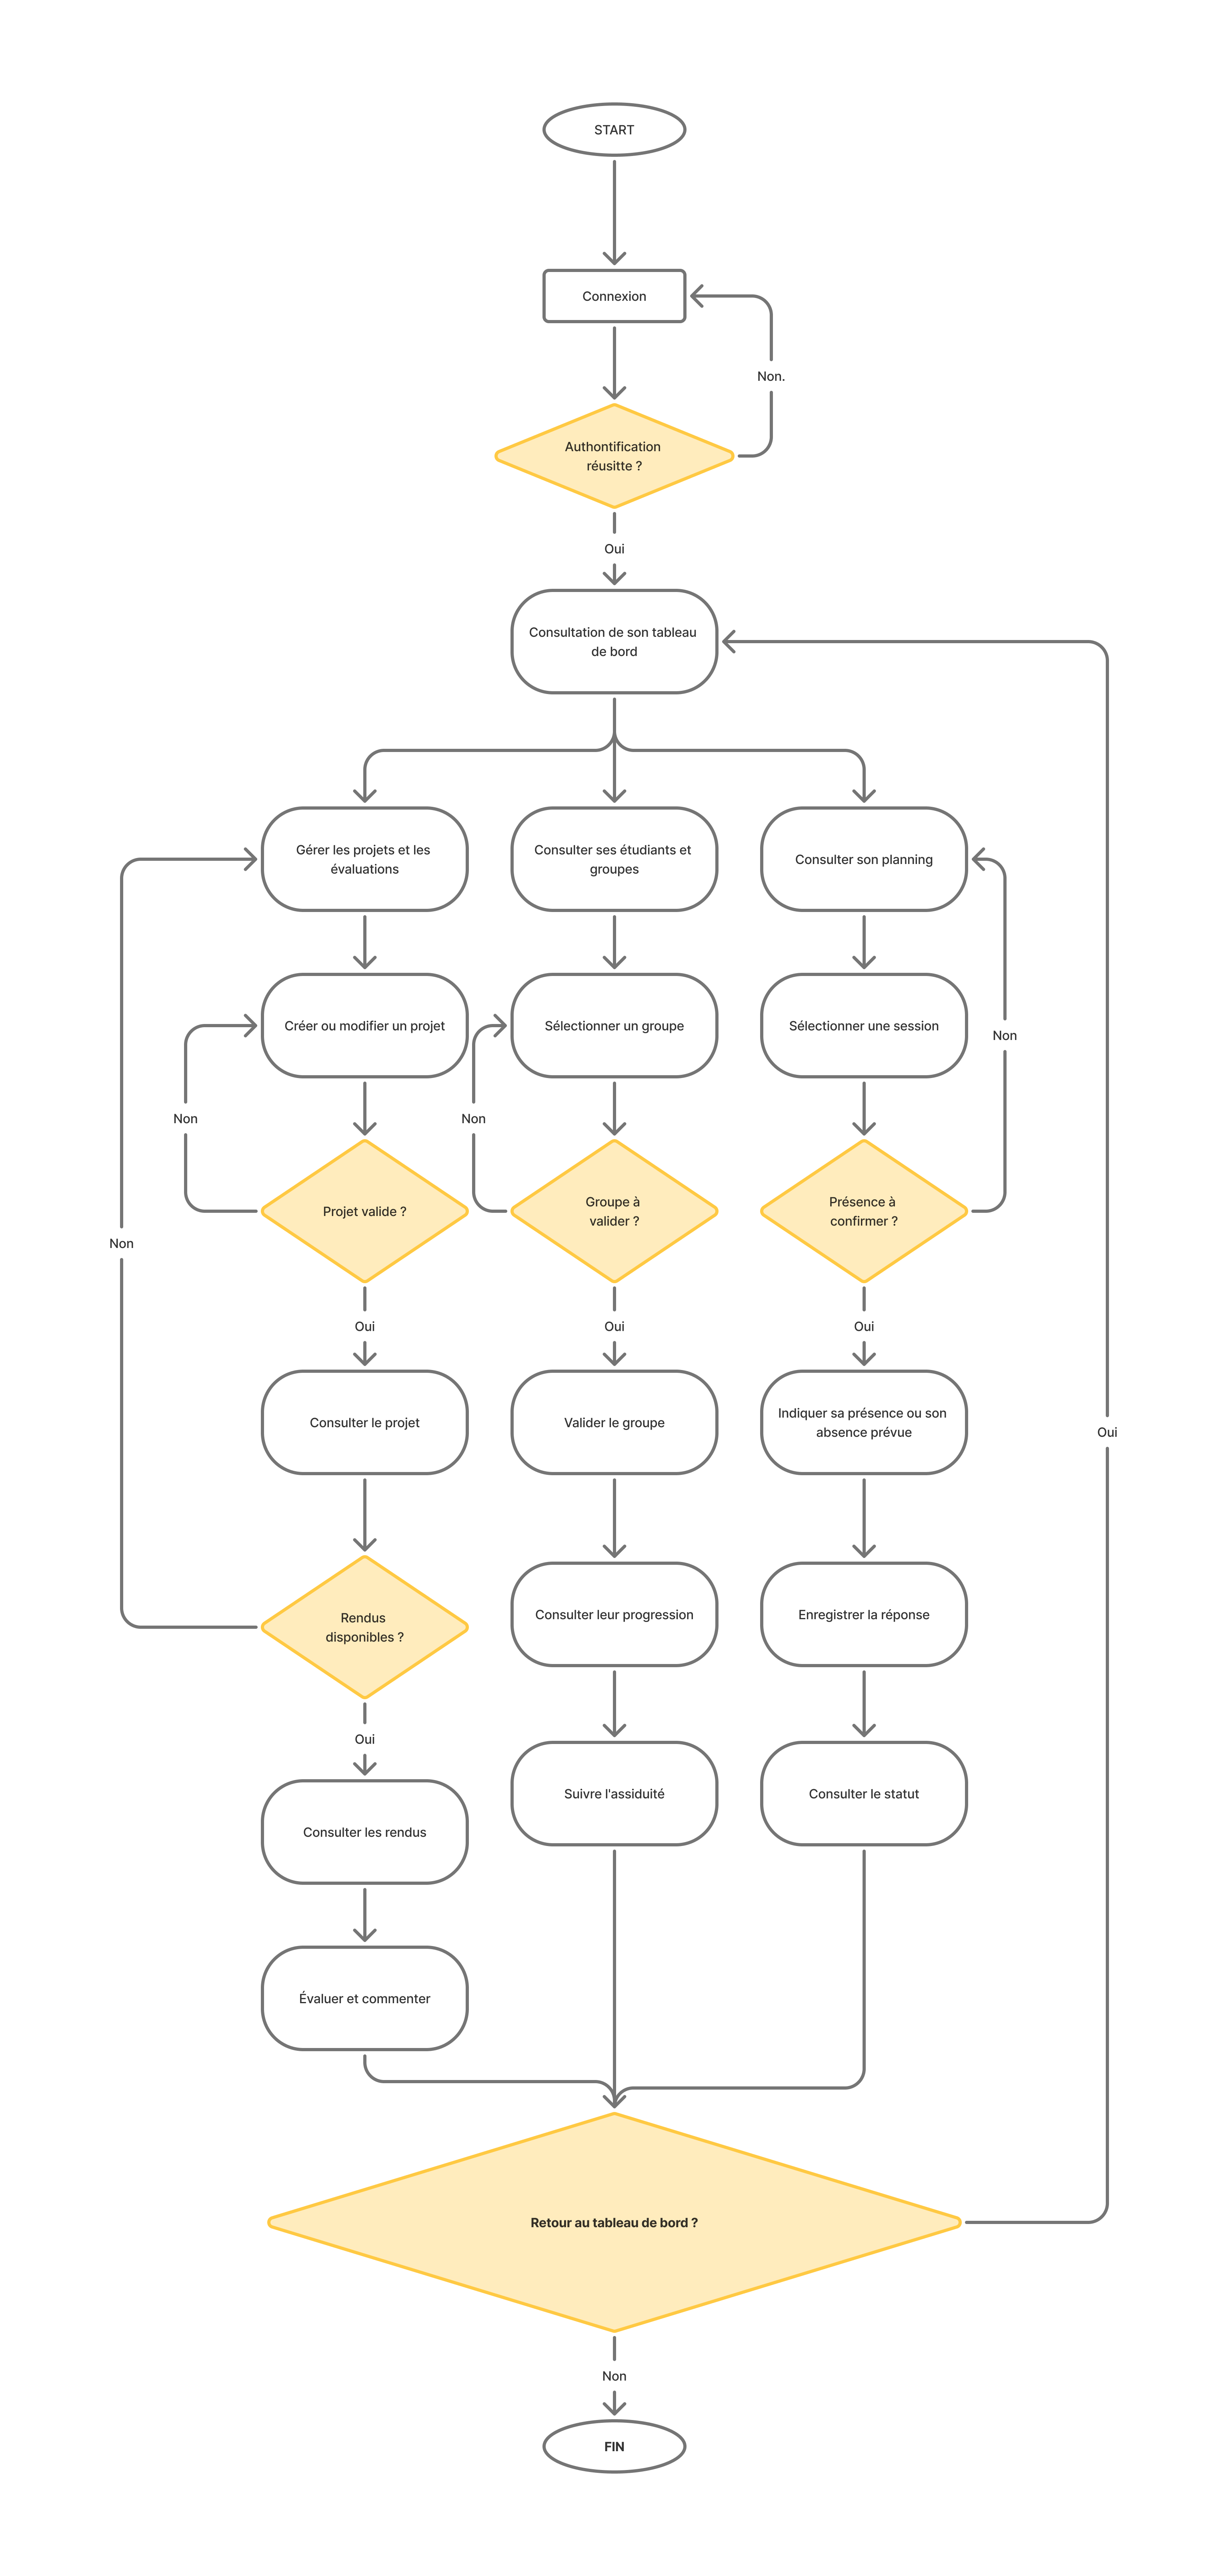 START
Connexion
Non.
Authontification
réusitte ?
Oui
Consultation de son tableau
de bord
Gérer les projets et les
évaluations
Consulter ses étudiants et
groupes
Consulter son planning
Créer ou modifier un projet
Sélectionner un groupe
Sélectionner une session
Non
Non
Non
Projet valide ?
Groupe à
valider ?
Présence à
confirmer ?
Non
Oui
Oui
Oui
Consulter le projet
Valider le groupe
Indiquer sa présence ou son
absence prévue
Oui
Rendus
disponibles ?
Consulter leur progression
Enregistrer la réponse
Oui
Suivre l'assiduité
Consulter le statut
Consulter les rendus
Évaluer et commenter
Retour au tableau de bord ?
Non
FIN